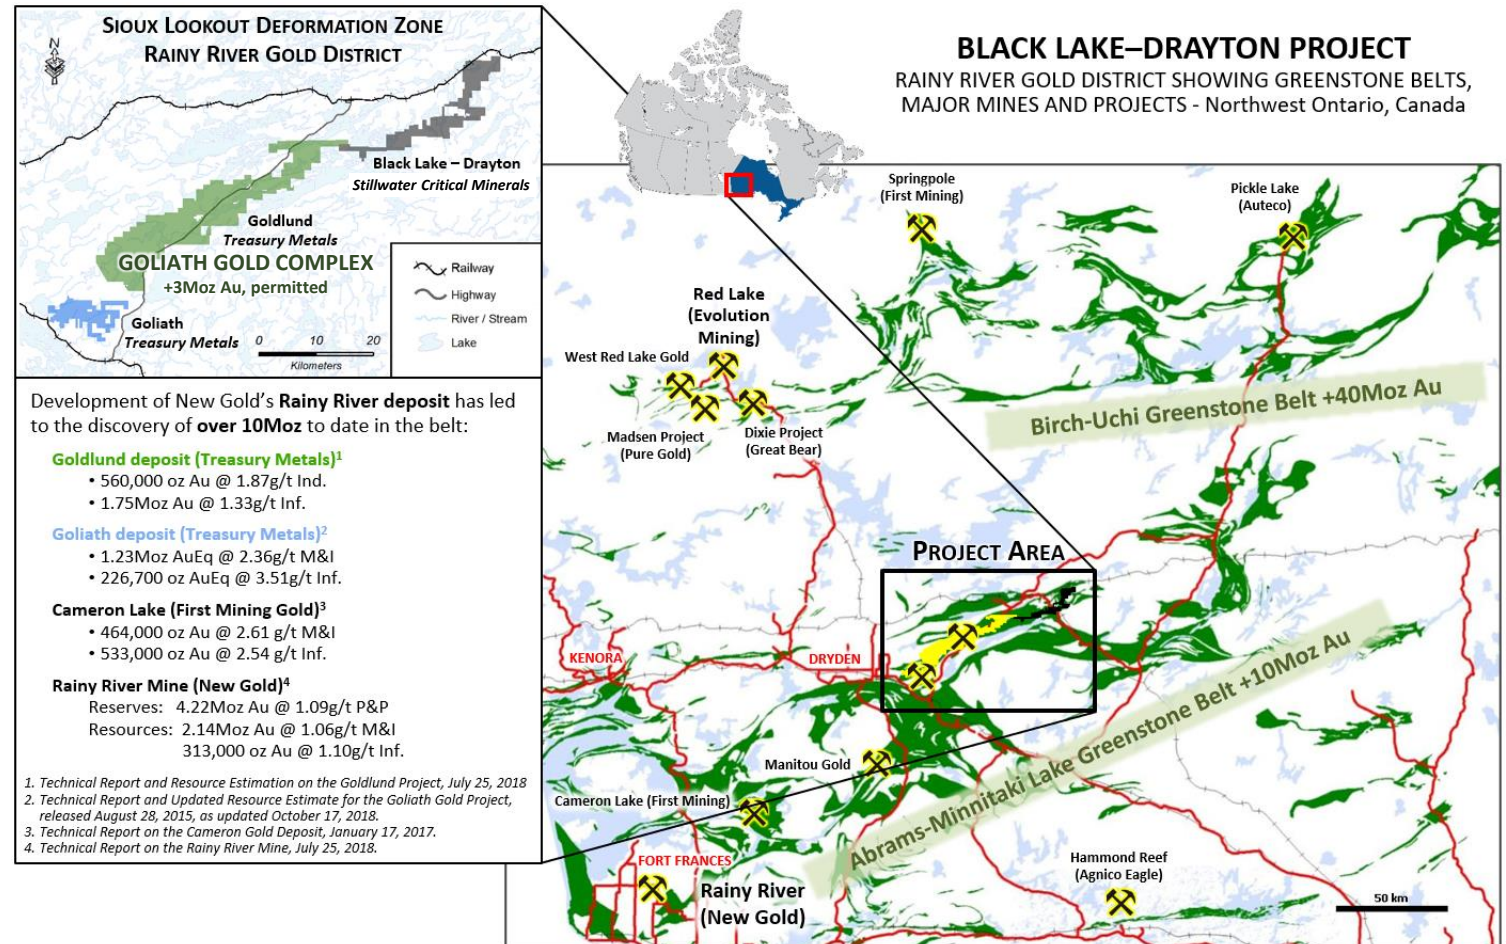 SIOUX LOOKOUT DEFORMATION ZONE
RAINY RIVER GOLD DISTRICT
N
Black Lake – Drayton
Stillwater Critical Minerals
Goldlund
Treasury Metals
GOLIATH GOLD COMPLEX
+3Moz Au, permitted
Goliath
Treasury Metals
0 10 20
Kilometers
Railway
Highway
River / Stream
Lake
Development of New Gold's Rainy River deposit has led
to the discovery of over 10Moz to date in the belt:
Goldlund deposit (Treasury Metals)1
• 560,000 oz Au @ 1.87g/t Ind.
• 1.75Moz Au @ 1.33g/t Inf.
Goliath deposit (Treasury Metals)2
• 1.23Moz AuEq @ 2.36g/t M&I
• 226,700 oz AuEq @ 3.51g/t Inf.
Cameron Lake (First Mining Gold)3
• 464,000 oz Au @ 2.61 g/t M&I
• 533,000 oz Au @ 2.54 g/t Inf.
Rainy River Mine (New Gold)4
Reserves: 4.22Moz Au @ 1.09g/t P&P
Resources: 2.14Moz Au @ 1.06g/t M&I
313,000 oz Au @ 1.10g/t Inf.
1. Technical Report and Resource Estimation on the Goldlund Project, July 25, 2018
2. Technical Report and Updated Resource Estimate for the Goliath Gold Project,
released August 28, 2015, as updated October 17, 2018.
3. Technical Report on the Cameron Gold Deposit, January 17, 2017.
4. Technical Report on the Rainy River Mine, July 25, 2018.
BLACK LAKE–DRAYTON PROJECT
RAINY RIVER GOLD DISTRICT SHOWING GREENSTONE BELTS,
MAJOR MINES AND PROJECTS - Northwest Ontario, Canada
Springpole
(First Mining)
Pickle Lake
(Auteco)
Red Lake
(Evolution
Mining)
West Red Lake Gold
Madsen Project
(Pure Gold)
Dixie Project
(Great Bear)
Birch-Uchi Greenstone Belt +40Moz Au
PROJECT AREA
KENORA
DRYDEN
Abrams-Minnitaki Lake Greenstone Belt +10Moz Au
Manitou Gold
Cameron Lake (First Mining)
FORT FRANCES
Rainy River
(New Gold)
Hammond Reef
(Agnico Eagle)
50 km